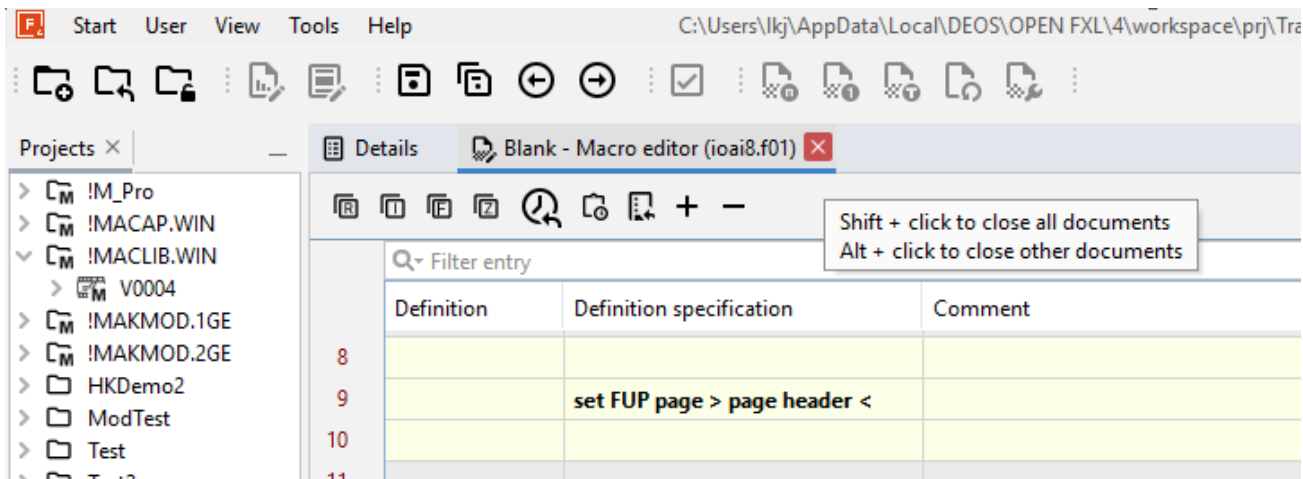 Start User View Tools Help C:\Users\lkj\AppData\Local\DEOS\OPEN FXL\4\workspace\prj\Tra
Projects
Details
Blank - Macro editor (ioai8.f01)
!M_Pro
!MACAP.WIN
!MACLIB.WIN
V0004
!MAKMOD.1GE
!MAKMOD.2GE
HKDemo2
ModTest
Test
R I F Z
Shift + click to close all documents
Alt + click to close other documents
Filter entry
Definition Definition specification Comment
8
9 set FUP page > page header <
10
11